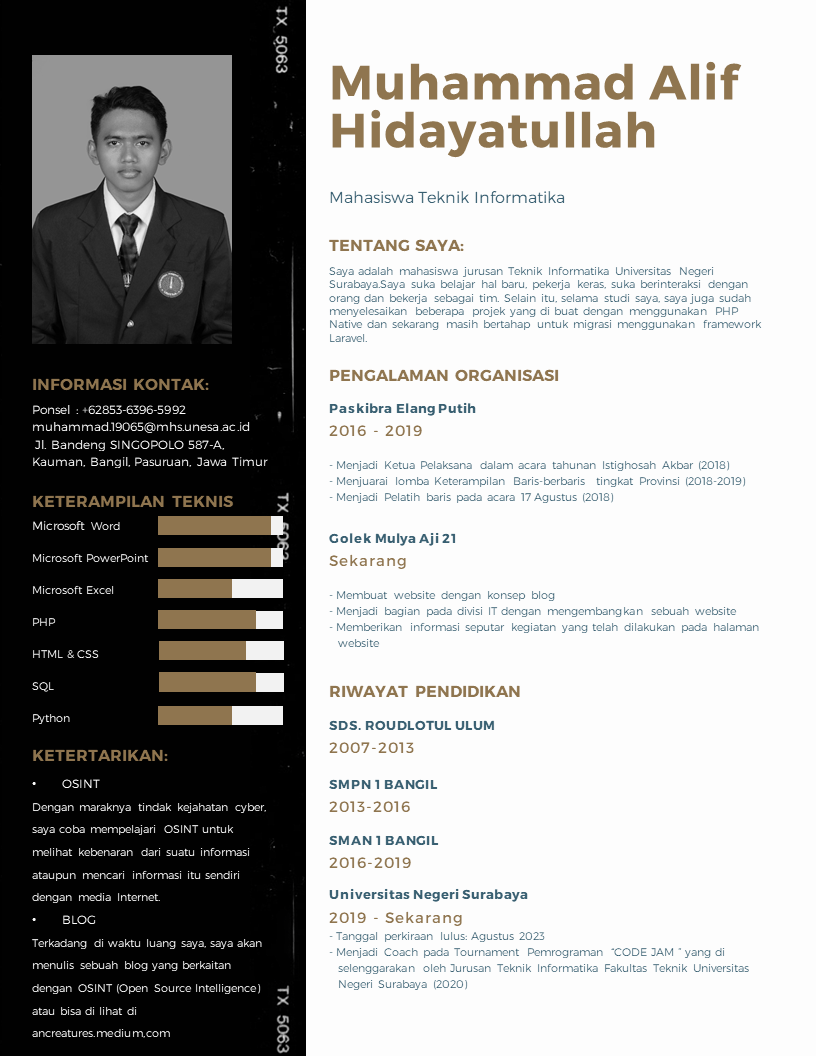 TX 5063
INFORMASI KONTAK:
Ponsel : +62853-6396-5992
muhammad.19065@mhs.unesa.ac.id
Jl. Bandeng SINGOPOLO 587-A,
Kauman, Bangil, Pasuruan, Jawa Timur
KETERAMPILAN TEKNIS
Microsoft Word
TX 5063
Microsoft PowerPoint
Microsoft Excel
PHP
HTML & CSS
SQL
Python
KETERTARIKAN:
• OSINT
Dengan maraknya tindak kejahatan cyber,
saya coba mempelajari OSINT untuk
melihat kebenaran dari suatu informasi
ataupun mencari informasi itu sendiri
dengan media Internet.
• BLOG
Terkadang di waktu luang saya, saya akan
menulis sebuah blog yang berkaitan
dengan OSINT (Open Source Intelligence)
atau bisa di lihat di
ancreatures.medium,com
TX 5063
Muhammad Alif
Hidayatullah
Mahasiswa Teknik Informatika
TENTANG SAYA:
Saya adalah mahasiswa jurusan Teknik Informatika Universitas Negeri
Surabaya.Saya suka belajar hal baru, pekerja keras, suka berinteraksi dengan
orang dan bekerja sebagai tim. Selain itu, selama studi saya, saya juga sudah
menyelesaikan beberapa projek yang di buat dengan menggunakan PHP
Native dan sekarang masih bertahap untuk migrasi menggunakan framework
Laravel.
PENGALAMAN ORGANISASI
Paskibra Elang Putih
2016 - 2019
- Menjadi Ketua Pelaksana dalam acara tahunan Istighosah Akbar (2018)
- Menjuarai lomba Keterampilan Baris-berbaris tingkat Provinsi (2018-2019)
- Menjadi Pelatih baris pada acara 17 Agustus (2018)
Golek Mulya Aji 21
Sekarang
- Membuat website dengan konsep blog
- Menjadi bagian pada divisi IT dengan mengembangkan sebuah website
- Memberikan informasi seputar kegiatan yang telah dilakukan pada halaman
website
RIWAYAT PENDIDIKAN
SDS. ROUDLOTUL ULUM
2007-2013
SMPN 1 BANGIL
2013-2016
SMAN 1 BANGIL
2016-2019
Universitas Negeri Surabaya
2019 - Sekarang
- Tanggal perkiraan lulus: Agustus 2023
- Menjadi Coach pada Tournament Pemrograman "CODE JAM " yang di
selenggarakan oleh Jurusan Teknik Informatika Fakultas Teknik Universitas
Negeri Surabaya (2020)